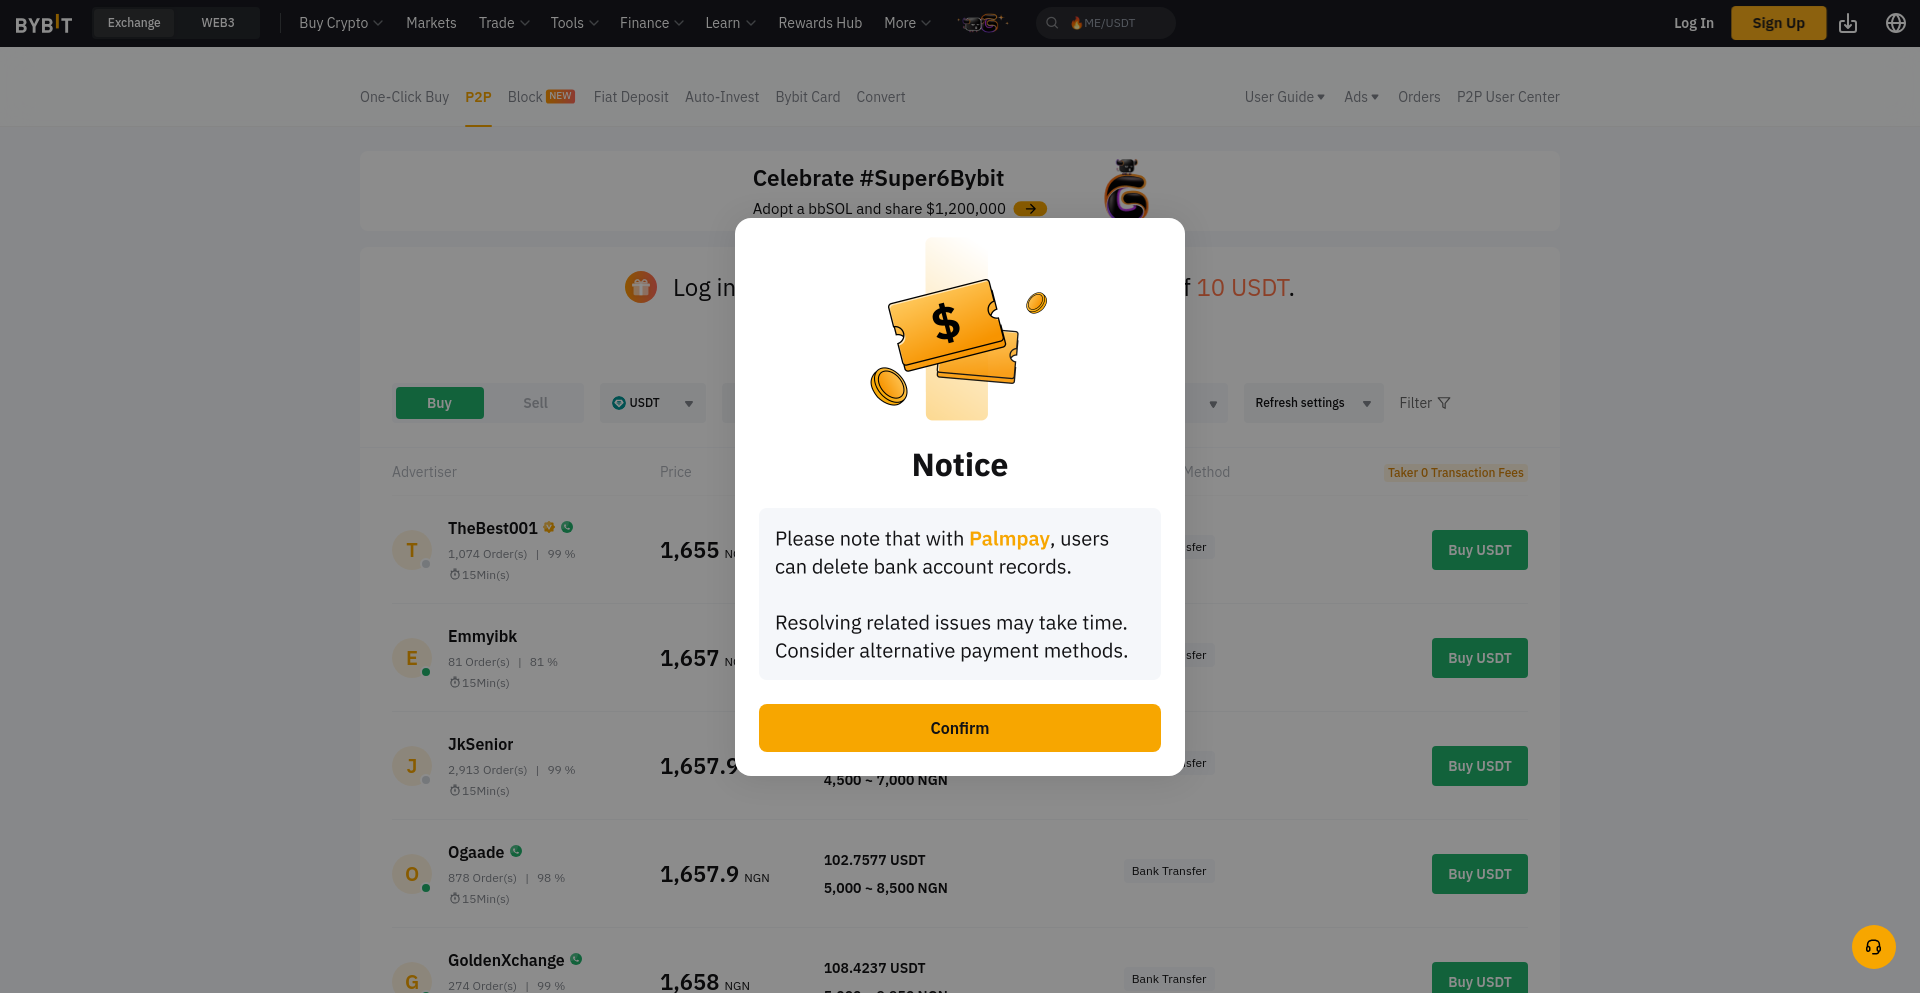 BYBIT Exchange WEB3 Buy Crypto Markets Trade Tools Finance Learn Rewards Hub More ME/USDT Log In Sign Up
One-Click Buy P2P Block NEW Fiat Deposit Auto-Invest Bybit Card Convert User Guide Ads Orders P2P User Center
Celebrate #Super6Bybit
Adopt a bbSOL and share $1,200,000
Log in f 10 USDT.
$
Buy Sell USDT Refresh settings Filter
Notice
Advertiser Price Method Taker 0 Transaction Fees
Please note that with Palmpay, users
can delete bank account records.
Resolving related issues may take time.
Consider alternative payment methods.
Confirm
TheBest001
1,074 Order(s) | 99 %
15Min(s)
1,655
Buy USDT
Emmyibk
81 Order(s) | 81 %
15Min(s)
1,657
Buy USDT
JkSenior
2,913 Order(s) | 99 %
15Min(s)
1,657.9
4,500 ~ 7,000 NGN
Buy USDT
Ogaade
878 Order(s) | 98 %
15Min(s)
1,657.9 NGN
102.7577 USDT
5,000 ~ 8,500 NGN
Bank Transfer
Buy USDT
GoldenXchange
274 Order(s) | 99 %
1,658 NGN
108.4237 USDT
Bank Transfer
Buy USDT